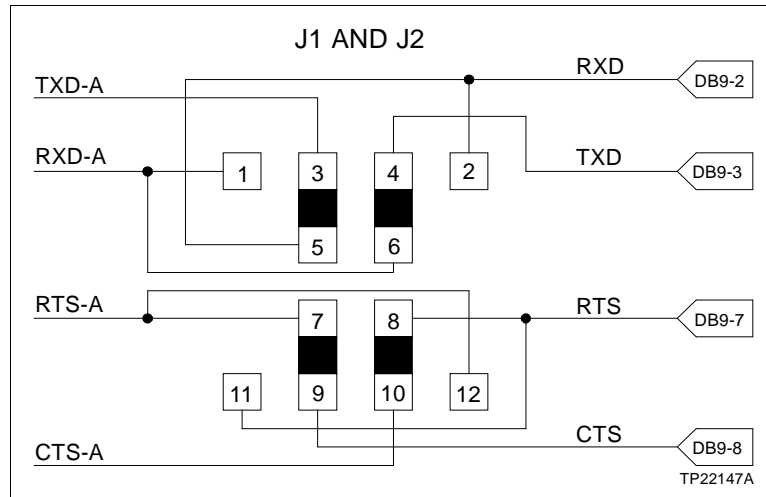 J1 AND J2
TXD-A
RXD
DB9-2
RXD-A
1
3
4
2
TXD
DB9-3
5
6
RTS-A
7
8
RTS
DB9-7
11
9
10
12
CTS-A
CTS
DB9-8
TP22147A